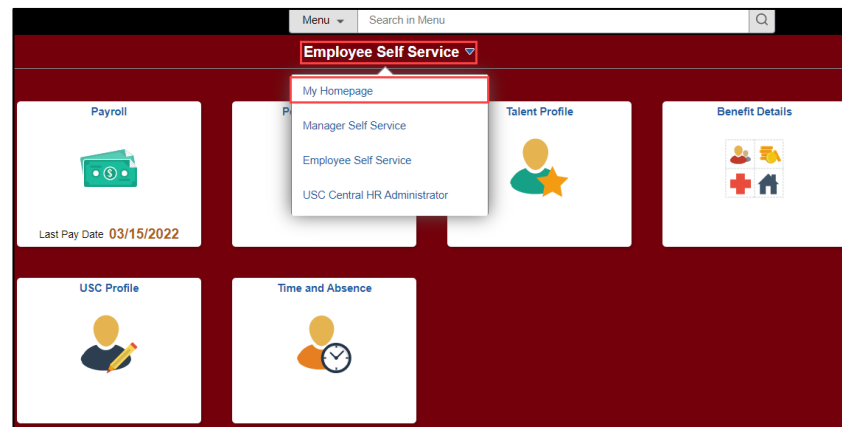 Menu
Search in Menu
Employee Self Service
My Homepage
Manager Self Service
Employee Self Service
USC Central HR Administrator
Payroll
Talent Profile
Benefit Details
Last Pay Date 03/15/2022
USC Profile
Time and Absence